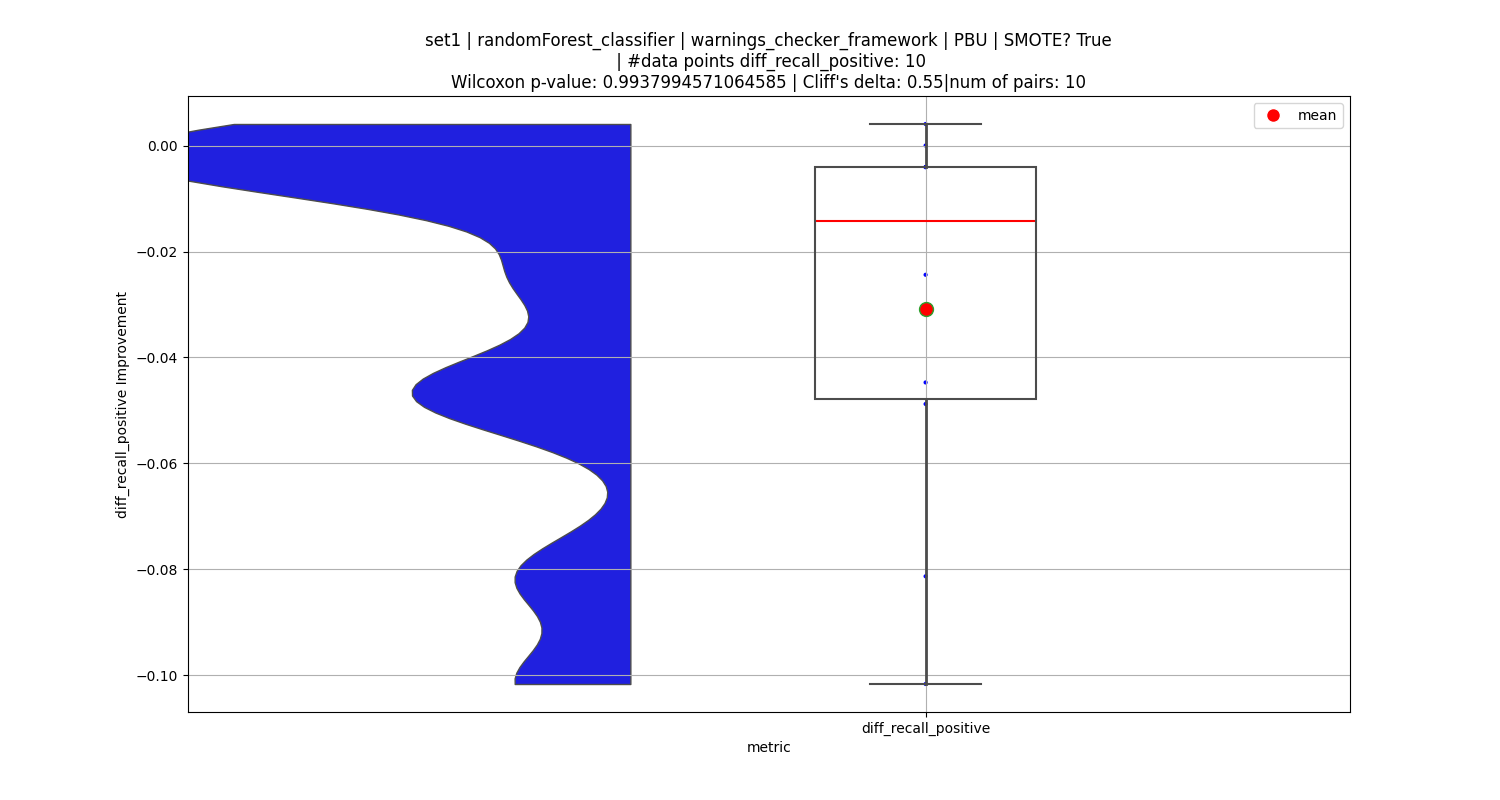 set1 | randomForest_classifier | warnings_checker_framework | PBU | SMOTE? True
| #data points diff_recall_positive: 10
Wilcoxon p-value: 0.9937994571064585 | Cliff's delta: 0.55|num of pairs: 10
mean
0.00
−0.02
−0.04
−0.06
−0.08
−0.10
diff_recall_positive Improvement
diff_recall_positive
metric